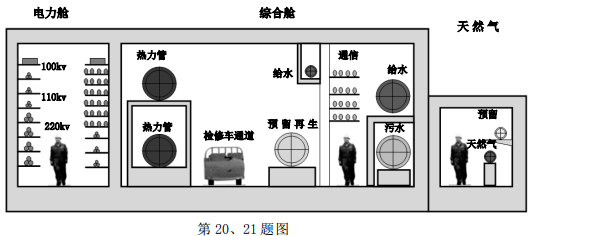 电力舱
綜合舱
天 然 气
100kv
110kv
220kv
热力管
热力管
检修车通道
给水
预 留 再 生
通信
给水
污水
预留
天然气
第 20、21 题图